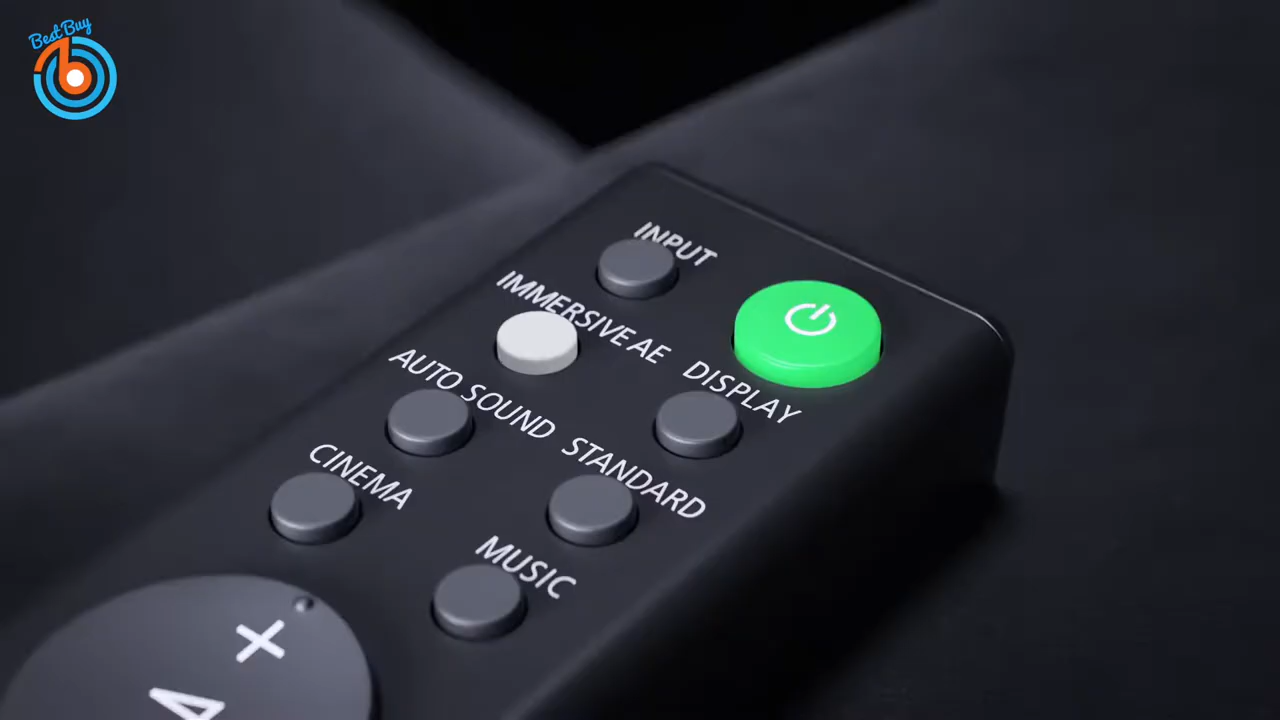 Best Buy
INPUT
IMMERSIVE AE
DISPLAY
AUTO SOUND
STANDARD
CINEMA
MUSIC
+